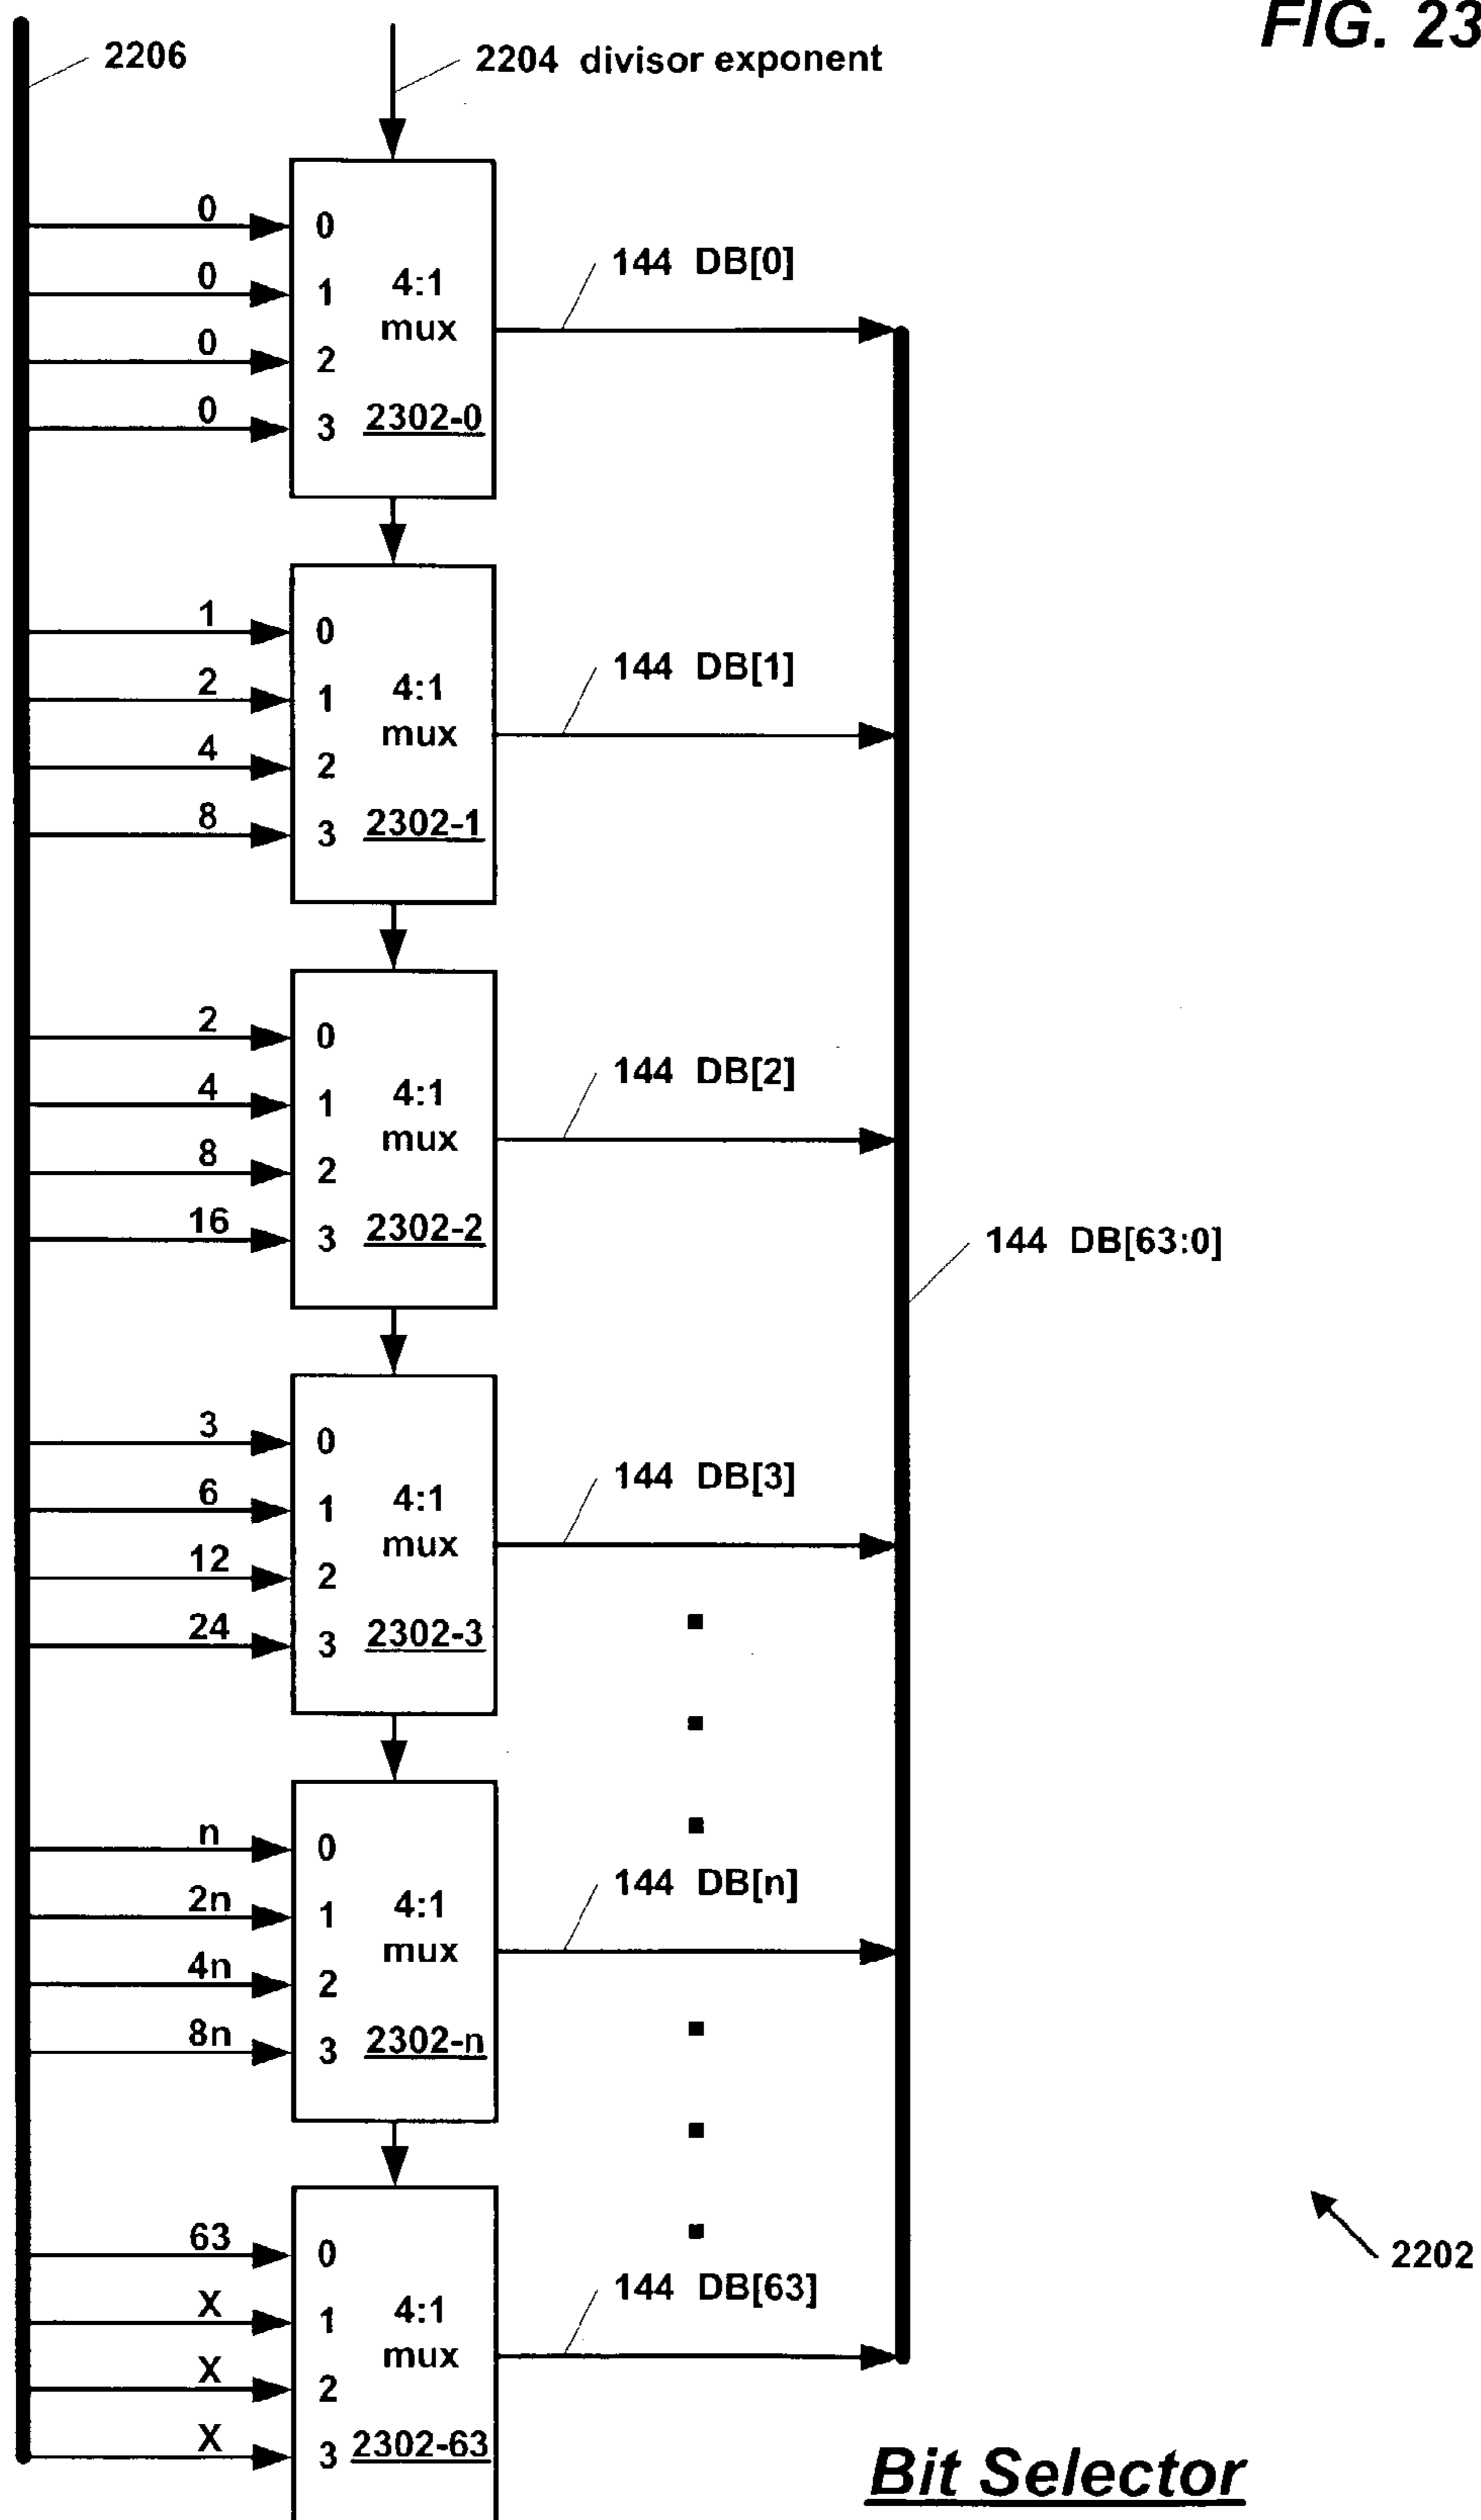 FIG. 23
2206
2204 divisor exponent
0
0
0
0
0
1
2
3
4:1
mux
2302-0
144 DB[0]
1
2
4
8
0
1
2
3
4:1
mux
2302-1
144 DB[1]
2
4
8
16
0
1
2
3
4:1
mux
2302-2
144 DB[2]
144 DB[63:0]
3
6
12
24
0
1
2
3
4:1
mux
2302-3
144 DB[3]
n
2n
4n
8n
0
1
2
3
4:1
mux
2302-n
144 DB[n]
63
X
X
X
0
1
2
3
4:1
mux
2302-63
144 DB[63]
2202
Bit Selector